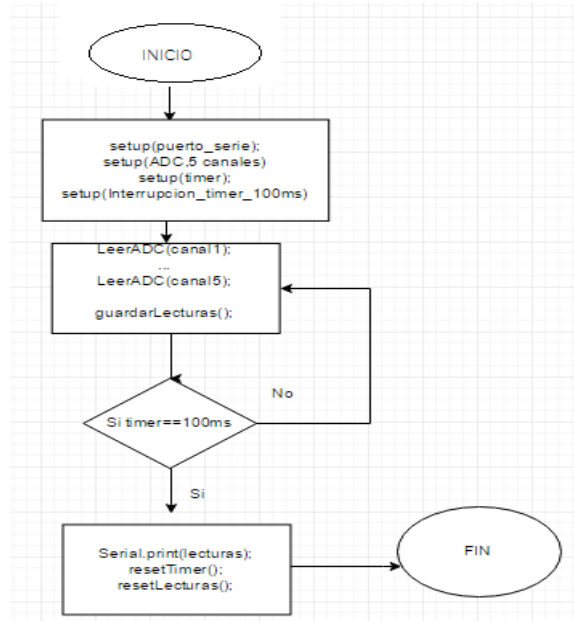 INICIO
setup(puerto_serie);
setup(ADC,5 canales)
setup(timer);
setup(Interrupcion_timer_100ms)
LeerADC(canal1);
...
LeerADC(canal5);
guardarLecturas();
No
Si timer==100ms
Si
Serial.print(lecturas);
resetTimer();
resetLecturas();
FIN